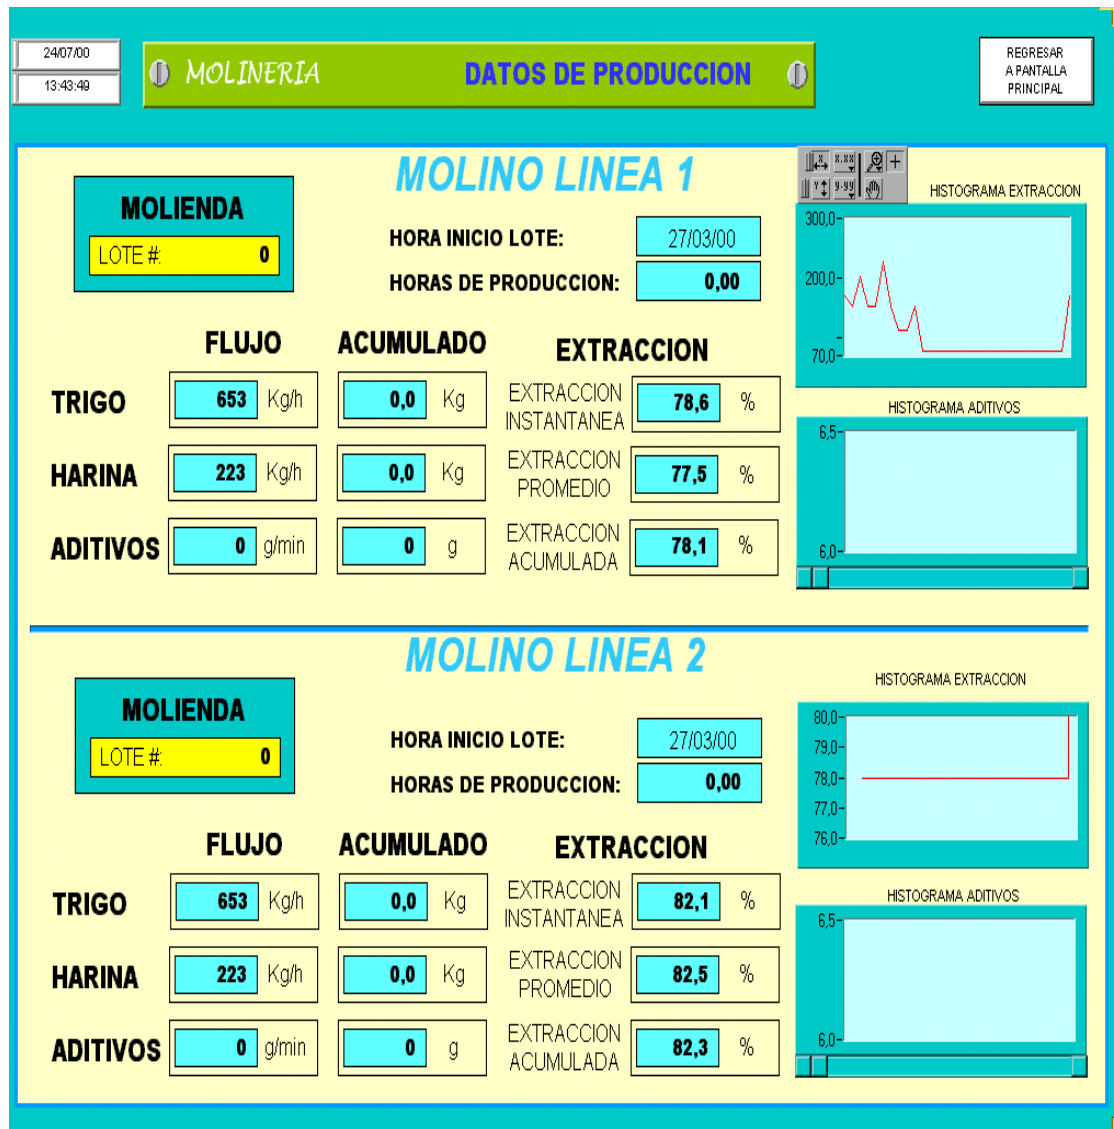 24/07/00
13:43:49
MOLINERIA
DATOS DE PRODUCCION
REGRESAR
A PANTALLA
PRINCIPAL
MOLINO LINEA 1
MOLIENDA
LOTE #: 0
HORA INICIO LOTE: 27/03/00
HORAS DE PRODUCCION: 0,00
FLUJO ACUMULADO EXTRACCION
TRIGO 653 Kg/h 0,0 Kg EXTRACCION INSTANTANEA 78,6 %
HARINA 223 Kg/h 0,0 Kg EXTRACCION PROMEDIO 77,5 %
ADITIVOS 0 g/min 0 g EXTRACCION ACUMULADA 78,1 %
HISTOGRAMA EXTRACCION
300,0
200,0
70,0
HISTOGRAMA ADITIVOS
6,5
6,0
MOLINO LINEA 2
MOLIENDA
LOTE #: 0
HORA INICIO LOTE: 27/03/00
HORAS DE PRODUCCION: 0,00
FLUJO ACUMULADO EXTRACCION
TRIGO 653 Kg/h 0,0 Kg EXTRACCION INSTANTANEA 82,1 %
HARINA 223 Kg/h 0,0 Kg EXTRACCION PROMEDIO 82,5 %
ADITIVOS 0 g/min 0 g EXTRACCION ACUMULADA 82,3 %
HISTOGRAMA EXTRACCION
80,0
79,0
78,0
77,0
76,0
HISTOGRAMA ADITIVOS
6,5
6,0